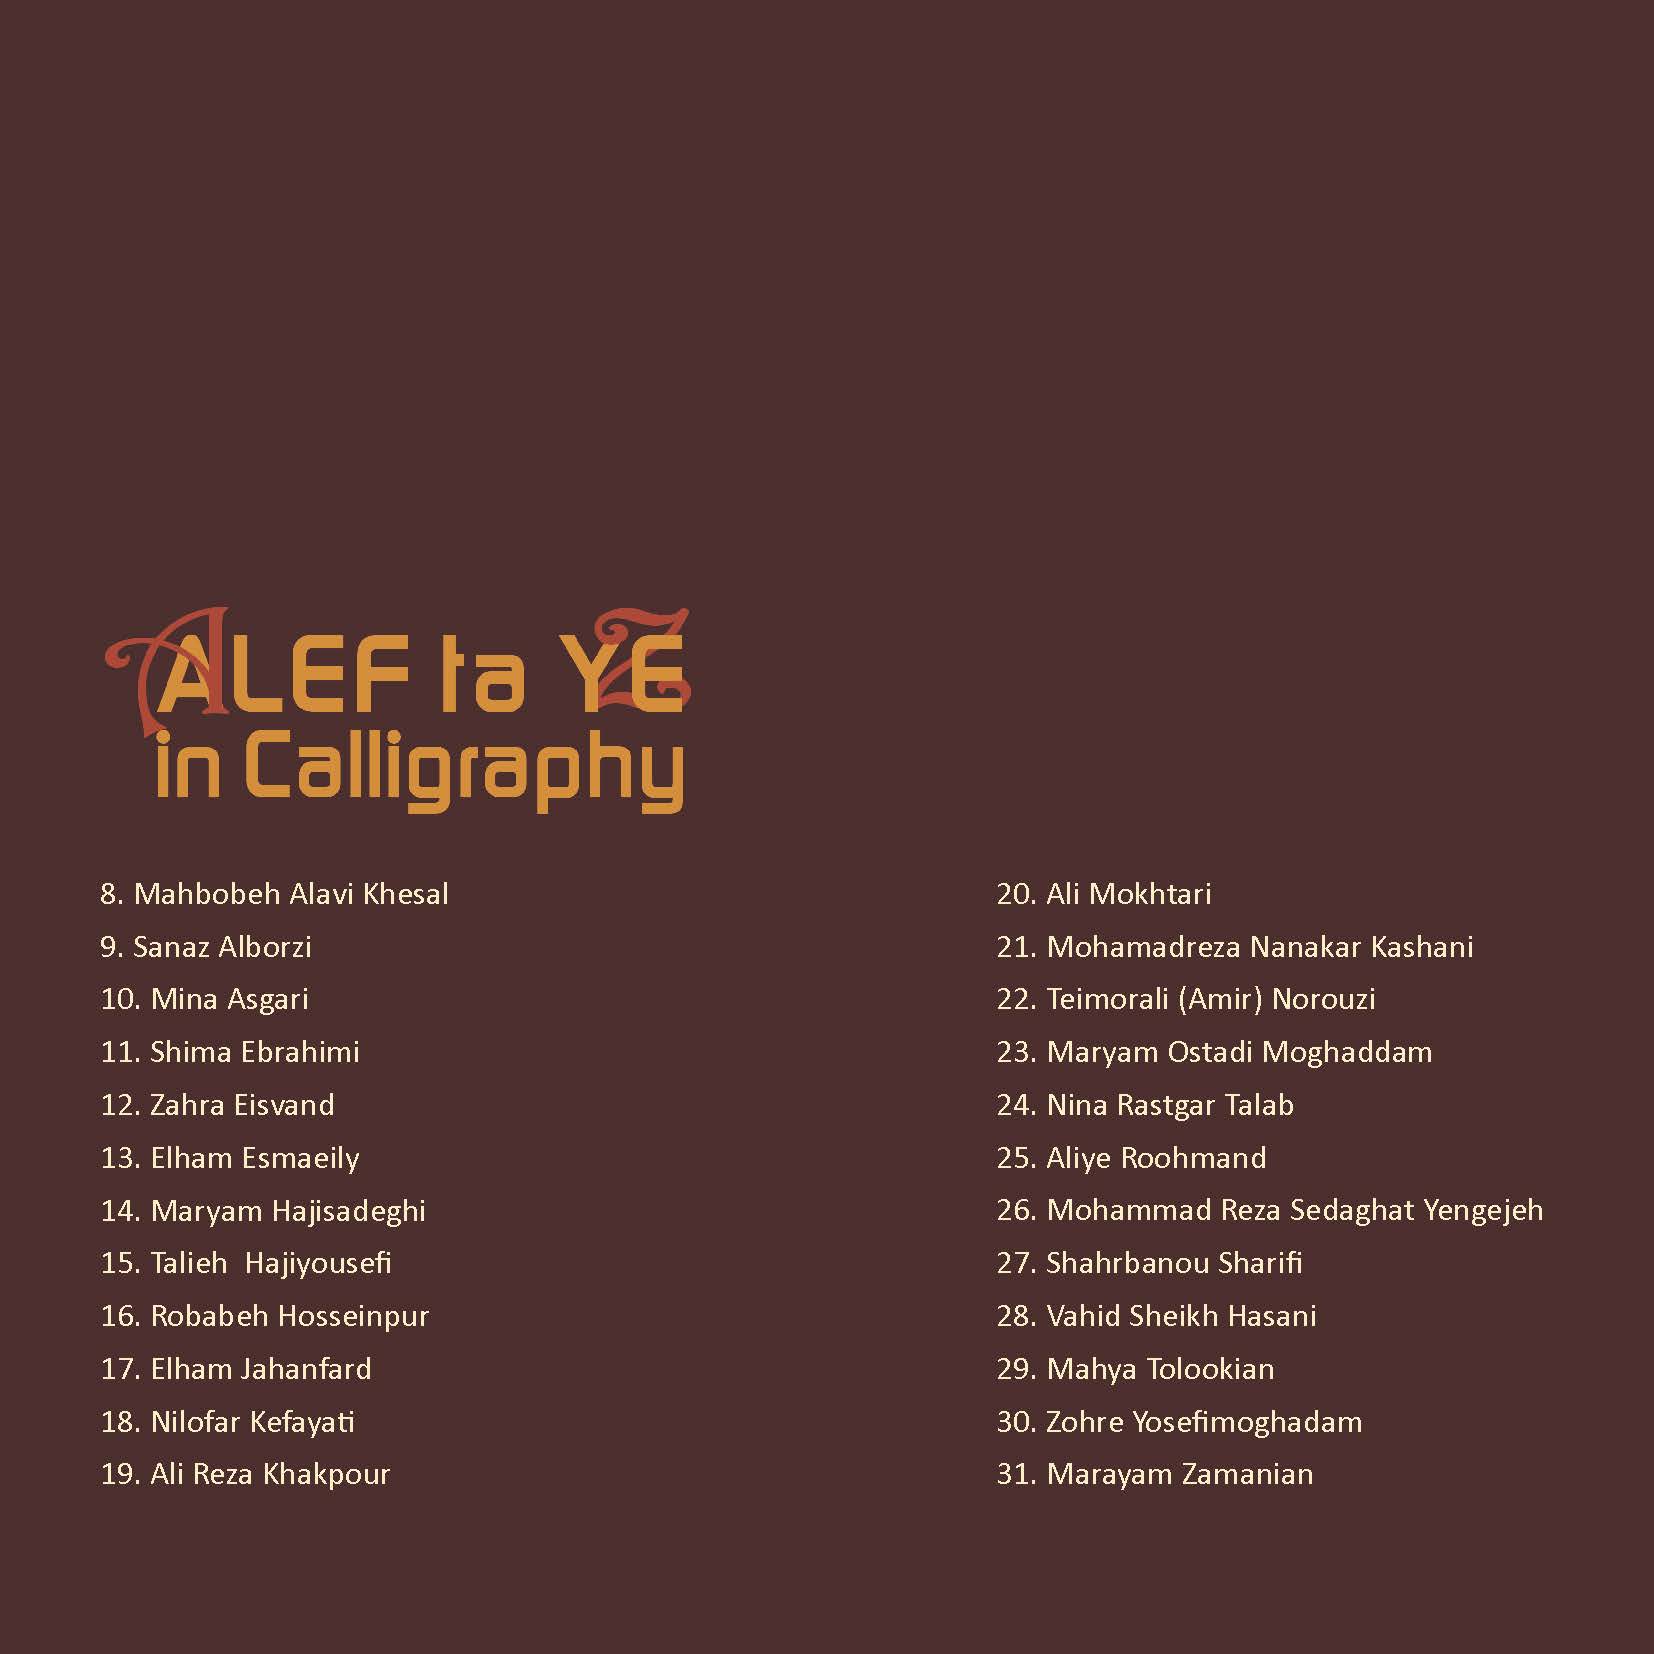 ALEF ta YE
in Calligraphy
8. Mahbobeh Alavi Khesal
9. Sanaz Alborzi
10. Mina Asgari
11. Shima Ebrahimi
12. Zahra Eisvand
13. Elham Esmaeily
14. Maryam Hajisadeghi
15. Talieh  Hajiyousefi
16. Robabeh Hosseinpur
17. Elham Jahanfard
18. Nilofar Kefayati
19. Ali Reza Khakpour
20. Ali Mokhtari
21. Mohamadreza Nanakar Kashani
22. Teimorali (Amir) Norouzi
23. Maryam Ostadi Moghaddam
24. Nina Rastgar Talab
25. Aliye Roohmand
26. Mohammad Reza Sedaghat Yengejeh
27. Shahrbanou Sharifi
28. Vahid Sheikh Hasani
29. Mahya Tolookian
30. Zohre Yosefimoghadam
31. Marayam Zamanian